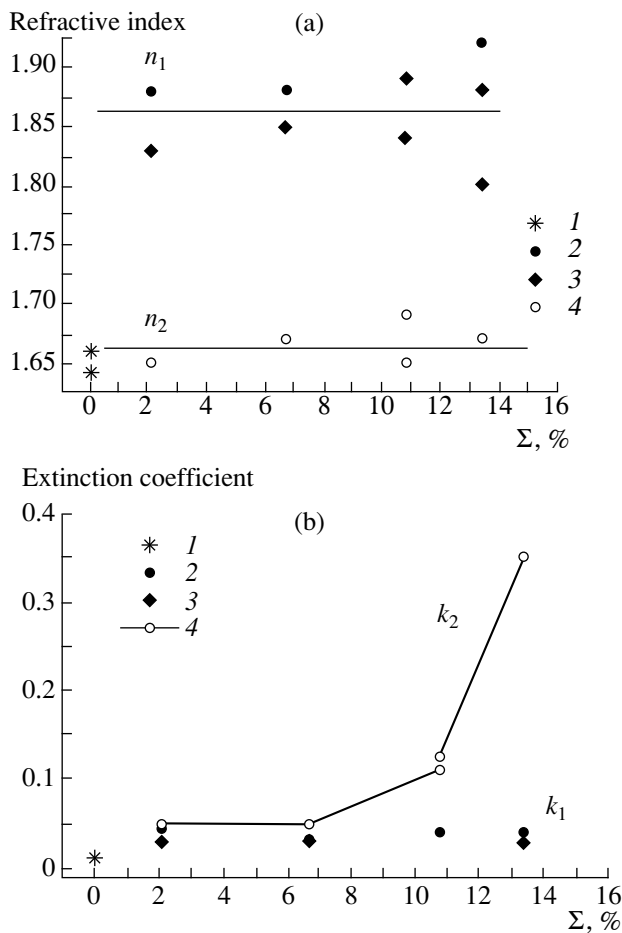 Refractive index (a)
1.90
n1
1.85
1.80
1.75
1
2
3
1.70
4
n2
1.65
0 2 4 6 8 10 12 14 16
Σ, %
Extinction coefficient
0.4
(b)
1
2
0.3
3
4
k2
0.2
0.1
k1
0
0 2 4 6 8 10 12 14 16
Σ, %